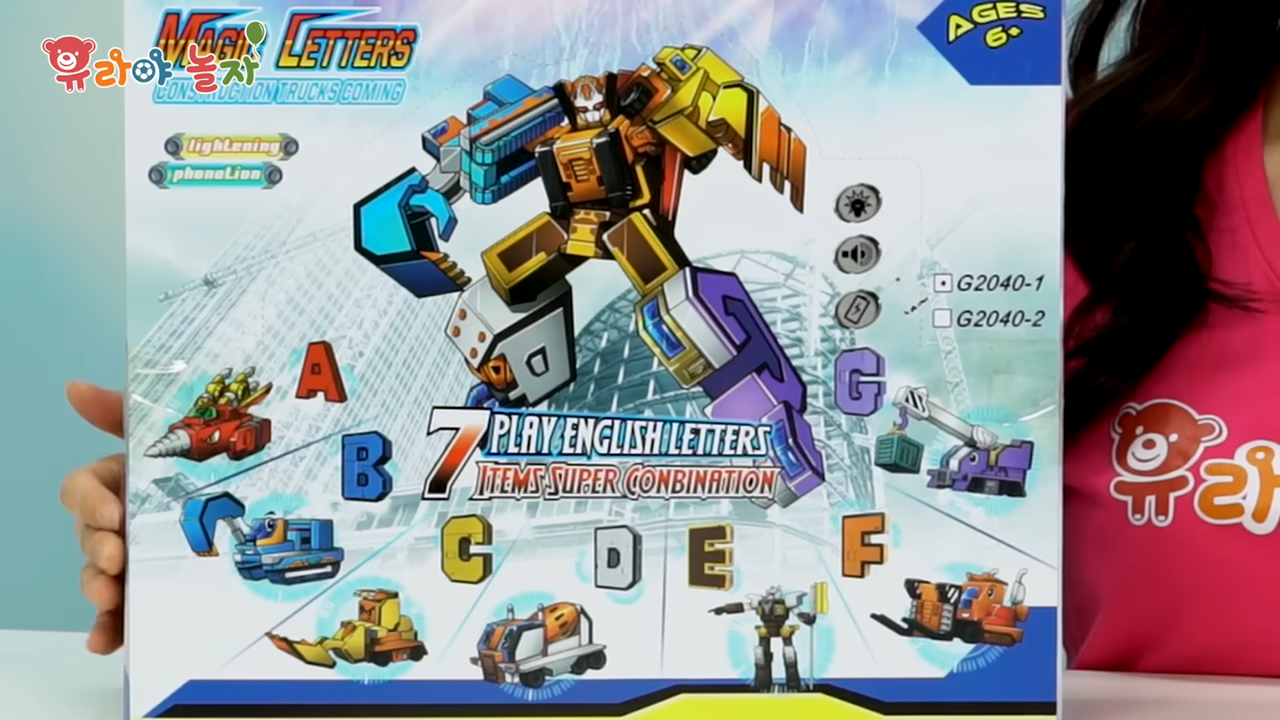 유라야 놀자
MAGIC LETTERS
CONSTRUCTION TRUCKS COMING
AGES
6+
lightening
phonation
E
D
G2040-1
G2040-2
A
G
B
7 PLAY ENGLISH LETTERS
ITEMS SUPER CONBINATION
C
D
E
F
유라